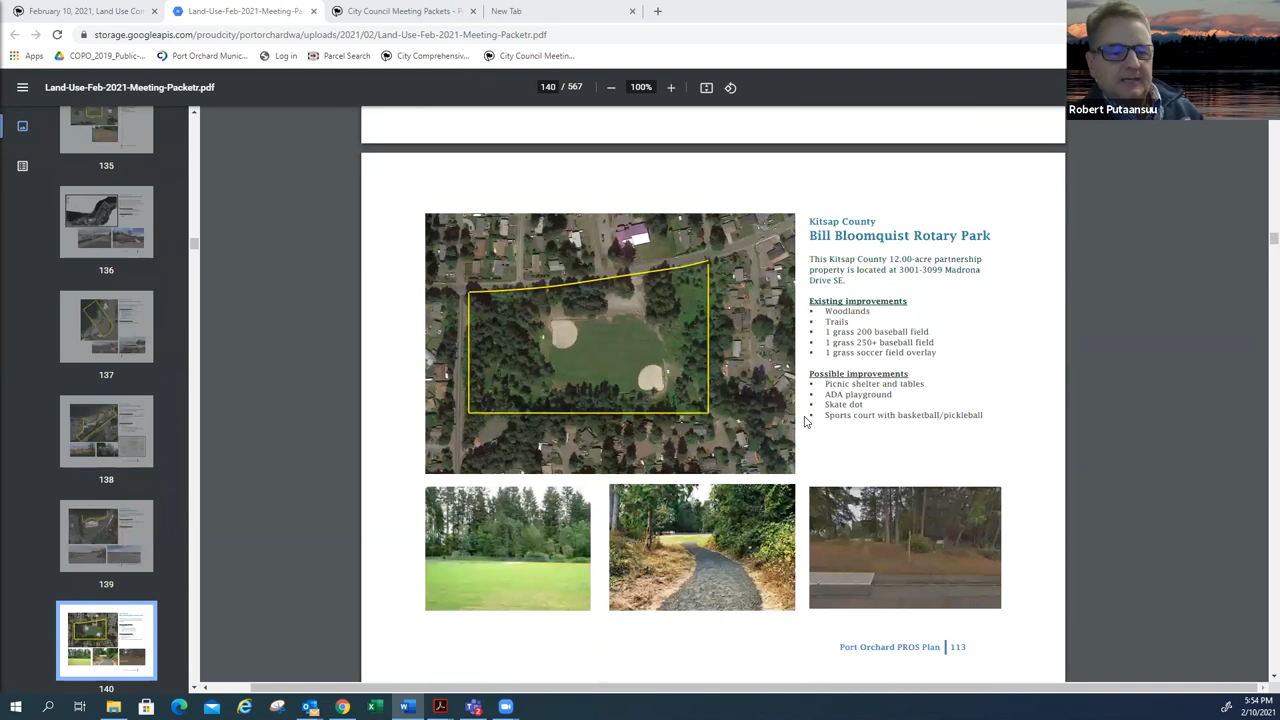 February 10, 2021, Land Use Co
Land-Use-Feb-2021-Meeting-Pa
City Council Meeting Packets - P
New Tab
storage.googleapis.com/proudcity/portorchardwa/uploads/2021/02/Land-Use-Feb-2021-Meeting-Packetr.pdf
Apps
COPO_2019_Public-...
Port Orchard Munic...
Log in
Parcel Search
City Comprehensiv...
City Council Meetin...
Land-Use-Feb-2021-Meeting-Packetr.pdf
140 / 567
100%
Robert Putaansuu
135
136
137
138
139
140
Kitsap County
Bill Bloomquist Rotary Park
This Kitsap County 12.00-acre partnership
property is located at 3001-3099 Madrona
Drive SE.
Existing improvements
▪ Woodlands
▪ Trails
▪ 1 grass 200 baseball field
▪ 1 grass 250+ baseball field
▪ 1 grass soccer field overlay
Possible improvements
▪ Picnic shelter and tables
▪ ADA playground
▪ Skate dot
▪ Sports court with basketball/pickleball
Port Orchard PROS Plan | 113
5:54 PM
2/10/2021